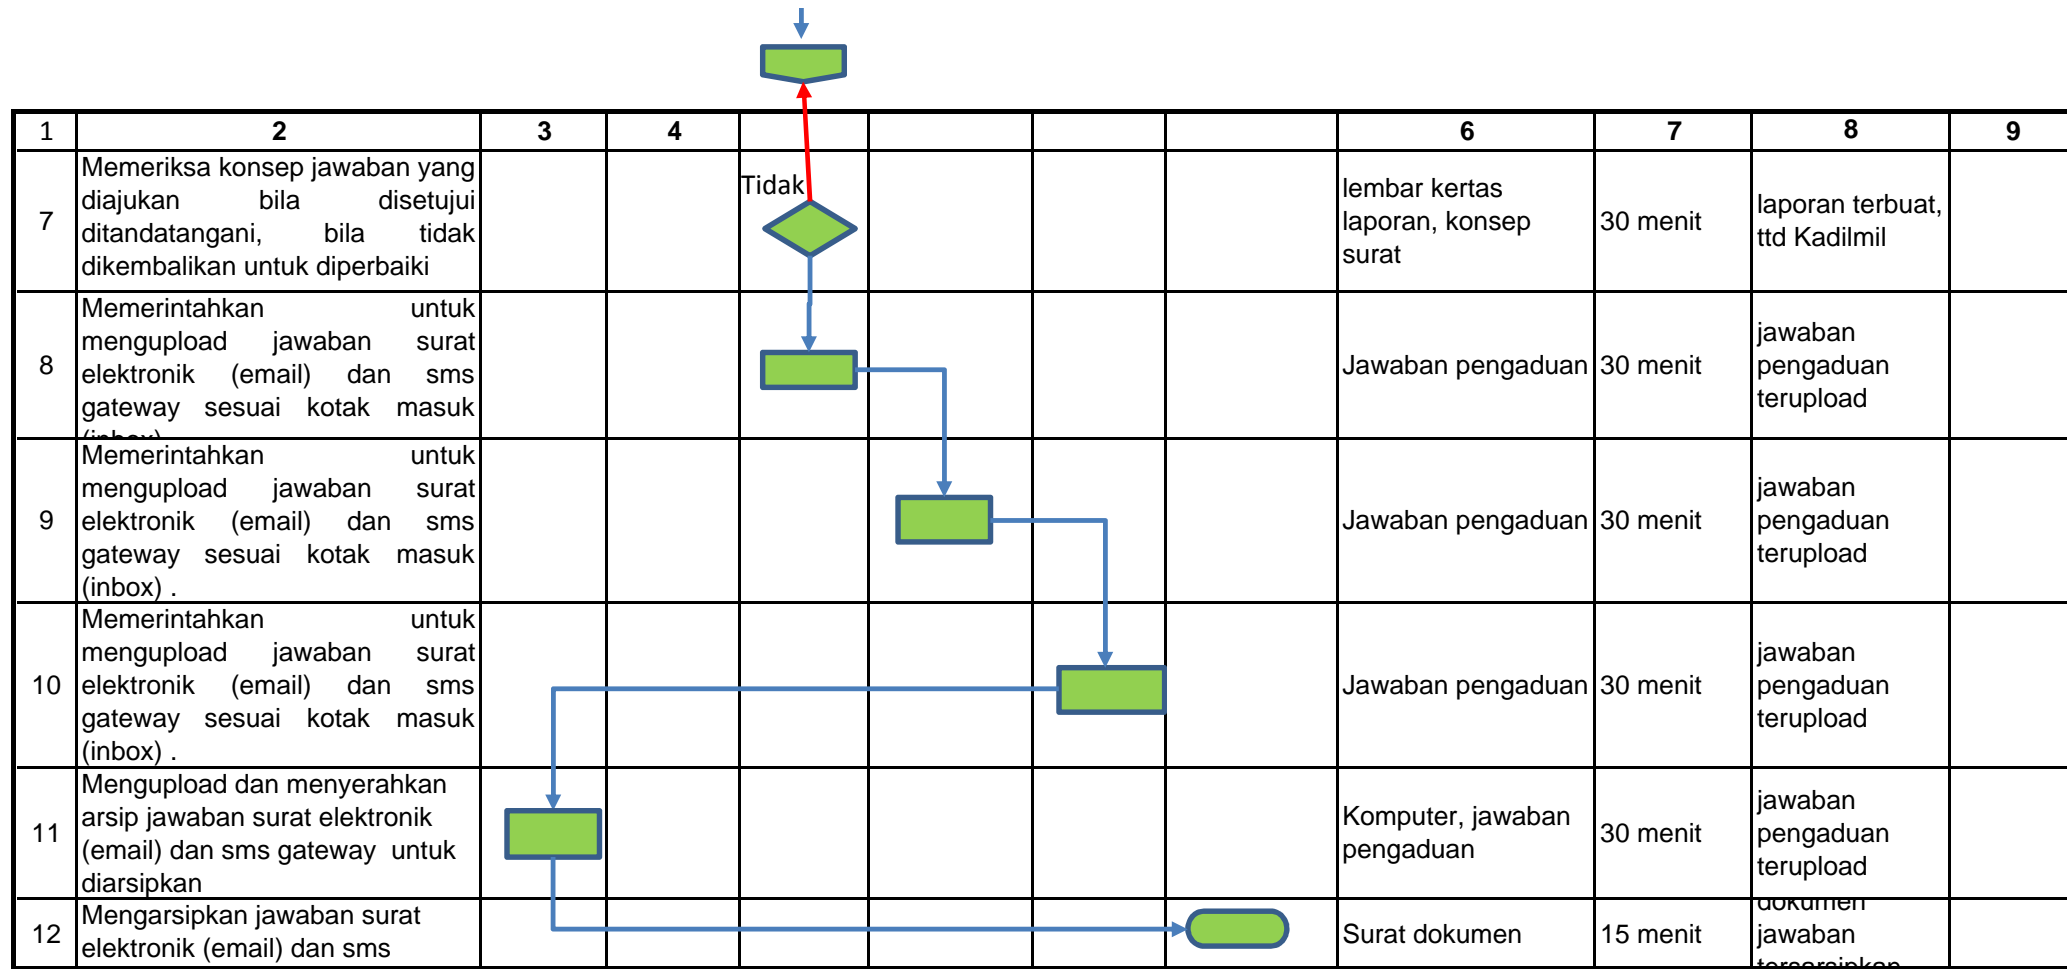 1 2 3 4 6 7 8 9
Tidak
7
Memeriksa konsep jawaban yang
diajukan bila disetujui
ditandatangani, bila tidak
dikembalikan untuk diperbaiki
lembar kertas
laporan, konsep
surat
30 menit
laporan terbuat,
ttd Kadilmil
8
Memerintahkan untuk
mengupload jawaban surat
elektronik (email) dan sms
gateway sesuai kotak masuk
(inbox)
Jawaban pengaduan
30 menit
jawaban
pengaduan
terupload
9
Memerintahkan untuk
mengupload jawaban surat
elektronik (email) dan sms
gateway sesuai kotak masuk
(inbox) .
Jawaban pengaduan
30 menit
jawaban
pengaduan
terupload
10
Memerintahkan untuk
mengupload jawaban surat
elektronik (email) dan sms
gateway sesuai kotak masuk
(inbox) .
Jawaban pengaduan
30 menit
jawaban
pengaduan
terupload
11
Mengupload dan menyerahkan
arsip jawaban surat elektronik
(email) dan sms gateway  untuk
diarsipkan
Komputer, jawaban
pengaduan
30 menit
jawaban
pengaduan
terupload
12
Mengarsipkan jawaban surat
elektronik (email) dan sms
Surat dokumen
15 menit
dokumen
jawaban
tersarsipkan